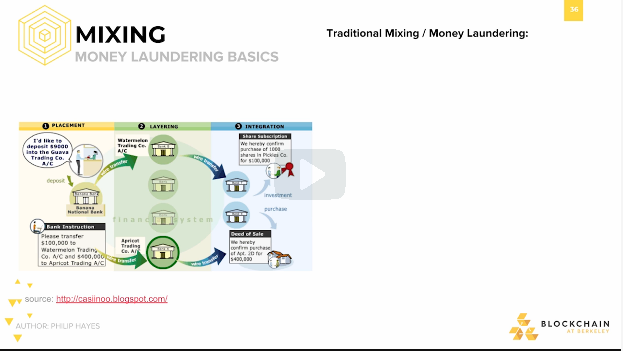 36
MIXING
MONEY LAUNDERING BASICS
Traditional Mixing / Money Laundering:
1 PLACEMENT
2 LAYERING
3 INTEGRATION
I'd like to
deposit $9000
into the Guava
Trading Co.
A/C
deposit
Banana
National Bank
wire transfer
Bank Instruction
Please transfer
$100,000 to
Watermelon Trading
Co. A/C and $400,000
to Apricot Trading A/C
wire transfer
Watermelon
Trading Co.
A/C
financial system
Apricot
Trading
A/C
wire transfer
wire transfer
Share Subscription
We hereby confirm
purchase of 1000
shares in Pickles Co.
for $100,000
investment
purchase
Deed of Sale
We hereby
confirm purchase
of Apt. 2D for
$400,000
source: http://casiinoo.blogspot.com/
AUTHOR: PHILIP HAYES
BLOCKCHAIN
AT BERKELEY